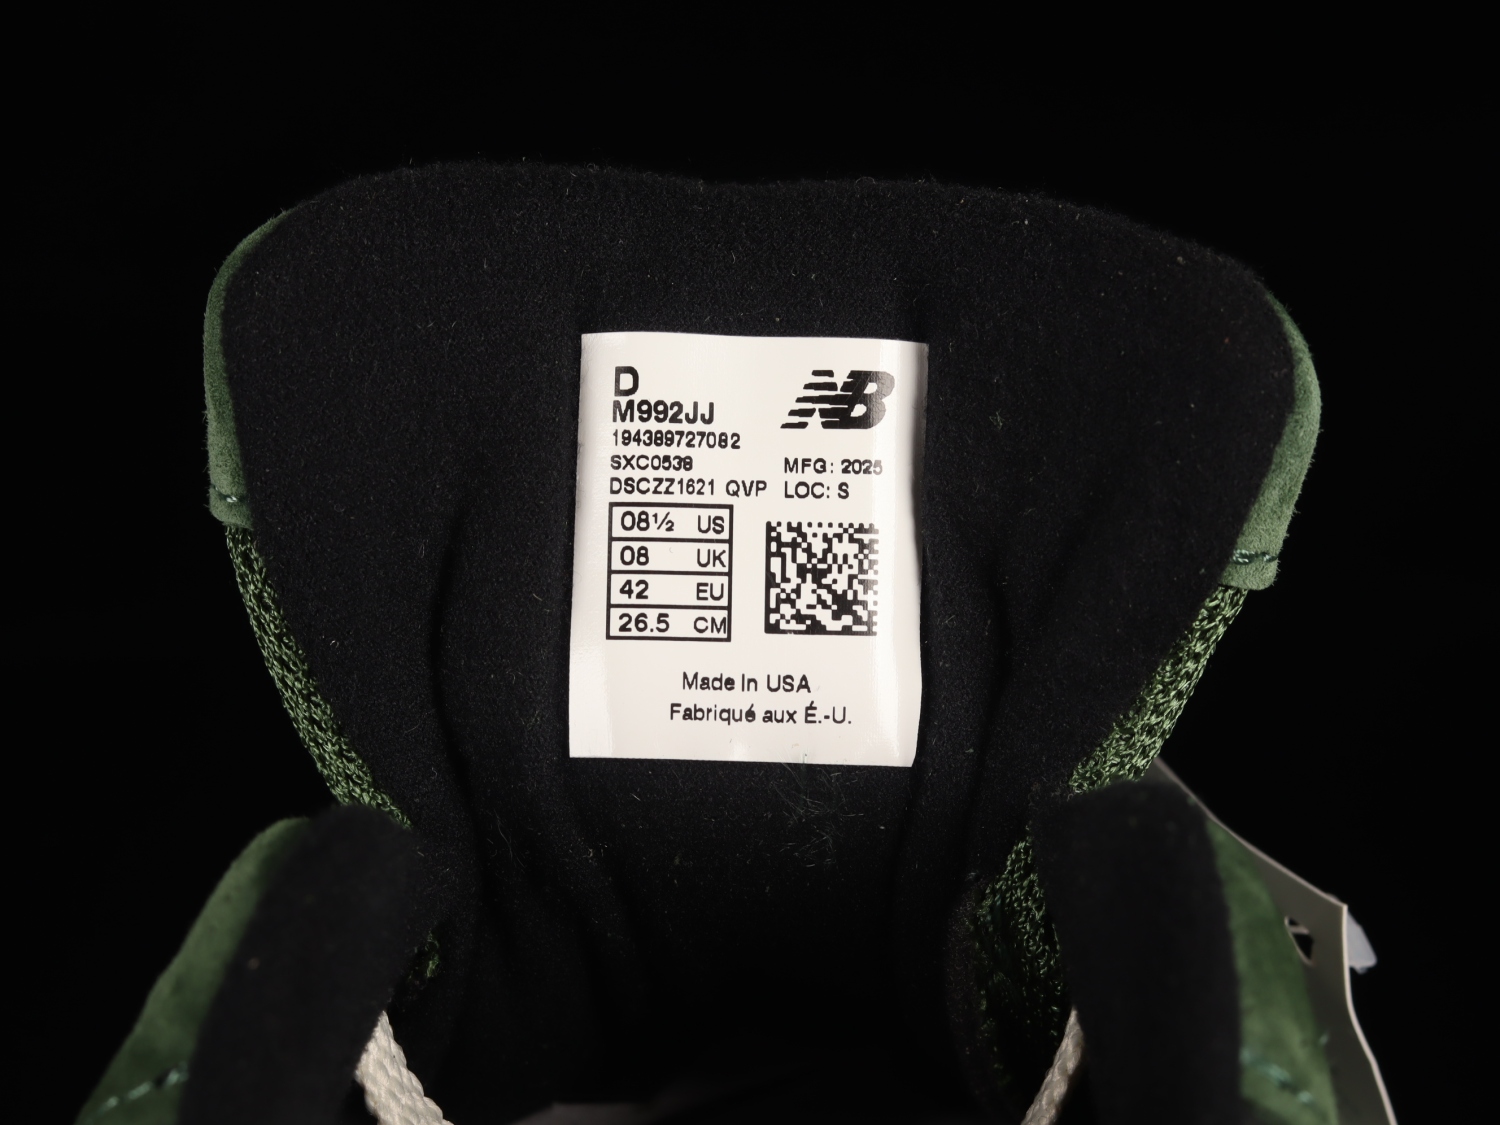 D
NB
M992JJ
194389727082
SXC0538
MFG: 2025
DSCZZ1621 QVP
LOC: S
08½ US
08 UK
42 EU
26.5 CM
Made In USA
Fabriqué aux É.-U.